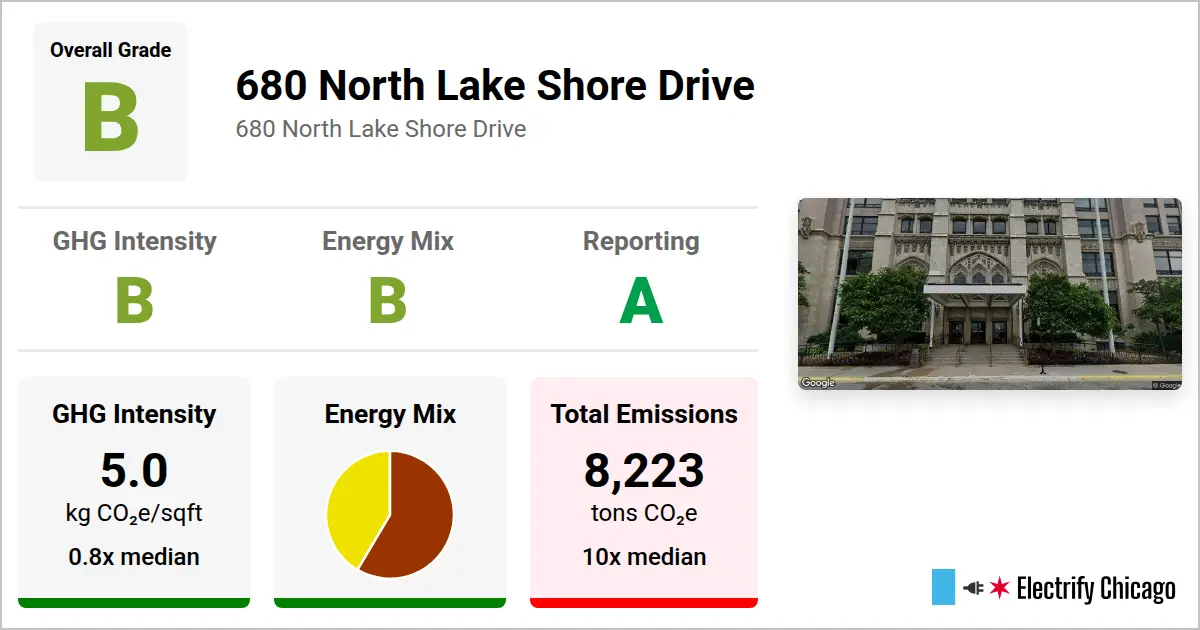 Overall Grade
B
680 North Lake Shore Drive
680 North Lake Shore Drive
GHG Intensity
B
Energy Mix
B
Reporting
A
GHG Intensity
5.0
kg CO₂e/sqft
0.8x median
Energy Mix
Total Emissions
8,223
tons CO₂e
10x median
Google
© Google
Electrify Chicago